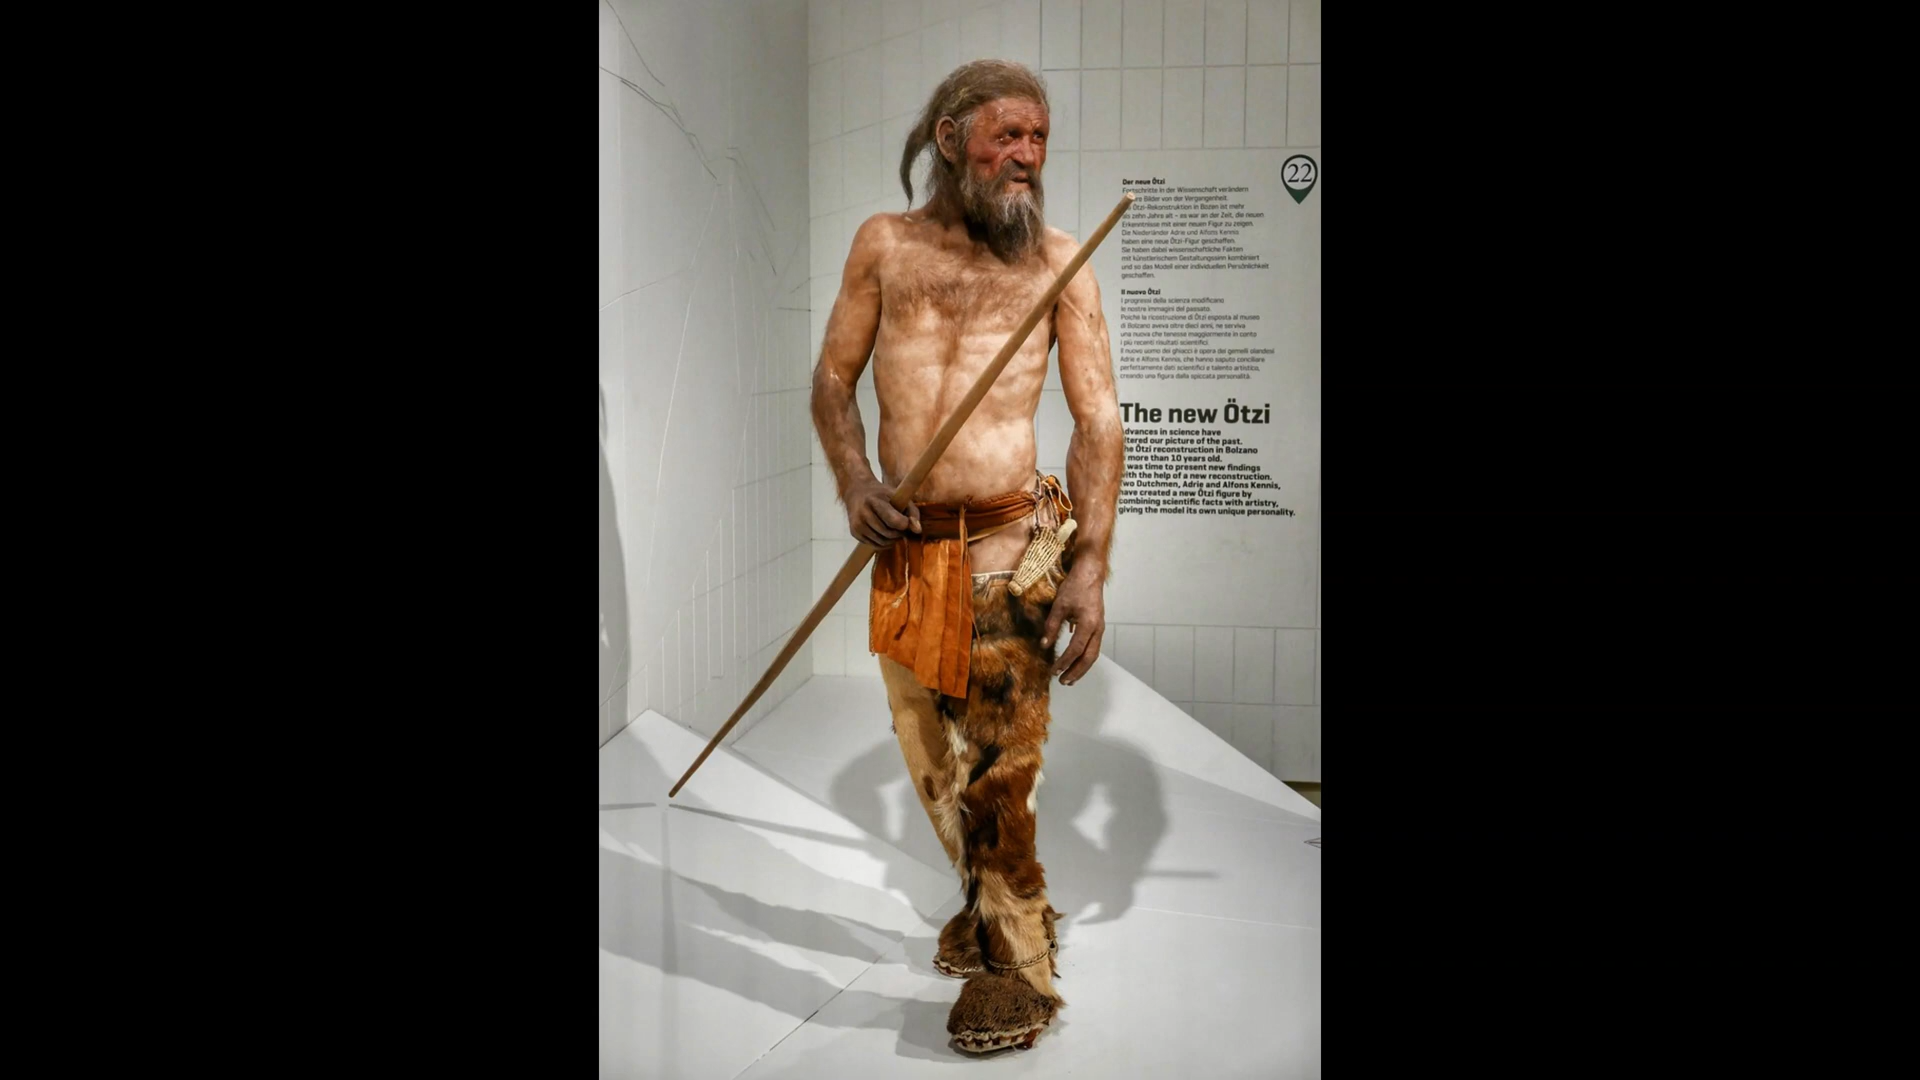 22
Der neue Ötzi
Fortschritte in der Wissenschaft verändern
re Bilder von der Vergangenheit.
Ötzi-Rekonstruktion in Bozen ist mehr
als zehn Jahre alt – es war an der Zeit, die neuen
Erkenntnisse mit einer neuen Figur zu zeigen.
Die Niederländer Adrie und Alfons Kennis
haben eine neue Ötzi-Figur geschaffen.
Sie haben dabei wissenschaftliche Fakten
mit künstlerischem Gestaltungssinn kombiniert
und so das Modell einer individuellen Persönlichkeit
geschaffen.
Il nuovo Ötzi
I progressi della scienza modificano
le nostre immagini del passato.
Poiché la ricostruzione di Ötzi esposta al museo
di Bolzano aveva oltre dieci anni, ne serviva
una nuova che tenesse maggiormente in conto
i più recenti risultati scientifici.
Il nuovo uomo dei ghiacci è opera dei gemelli olandesi
Adrie e Alfons Kennis, che hanno saputo conciliare
perfettamente dati scientifici e talento artistico,
creando una figura dalla spiccata personalità.
The new Ötzi
dvances in science have
ltered our picture of the past.
he Ötzi reconstruction in Bolzano
more than 10 years old.
was time to present new findings
ith the help of a new reconstruction.
wo Dutchmen, Adrie and Alfons Kennis,
have created a new Ötzi figure by
combining scientific facts with artistry,
giving the model its own unique personality.